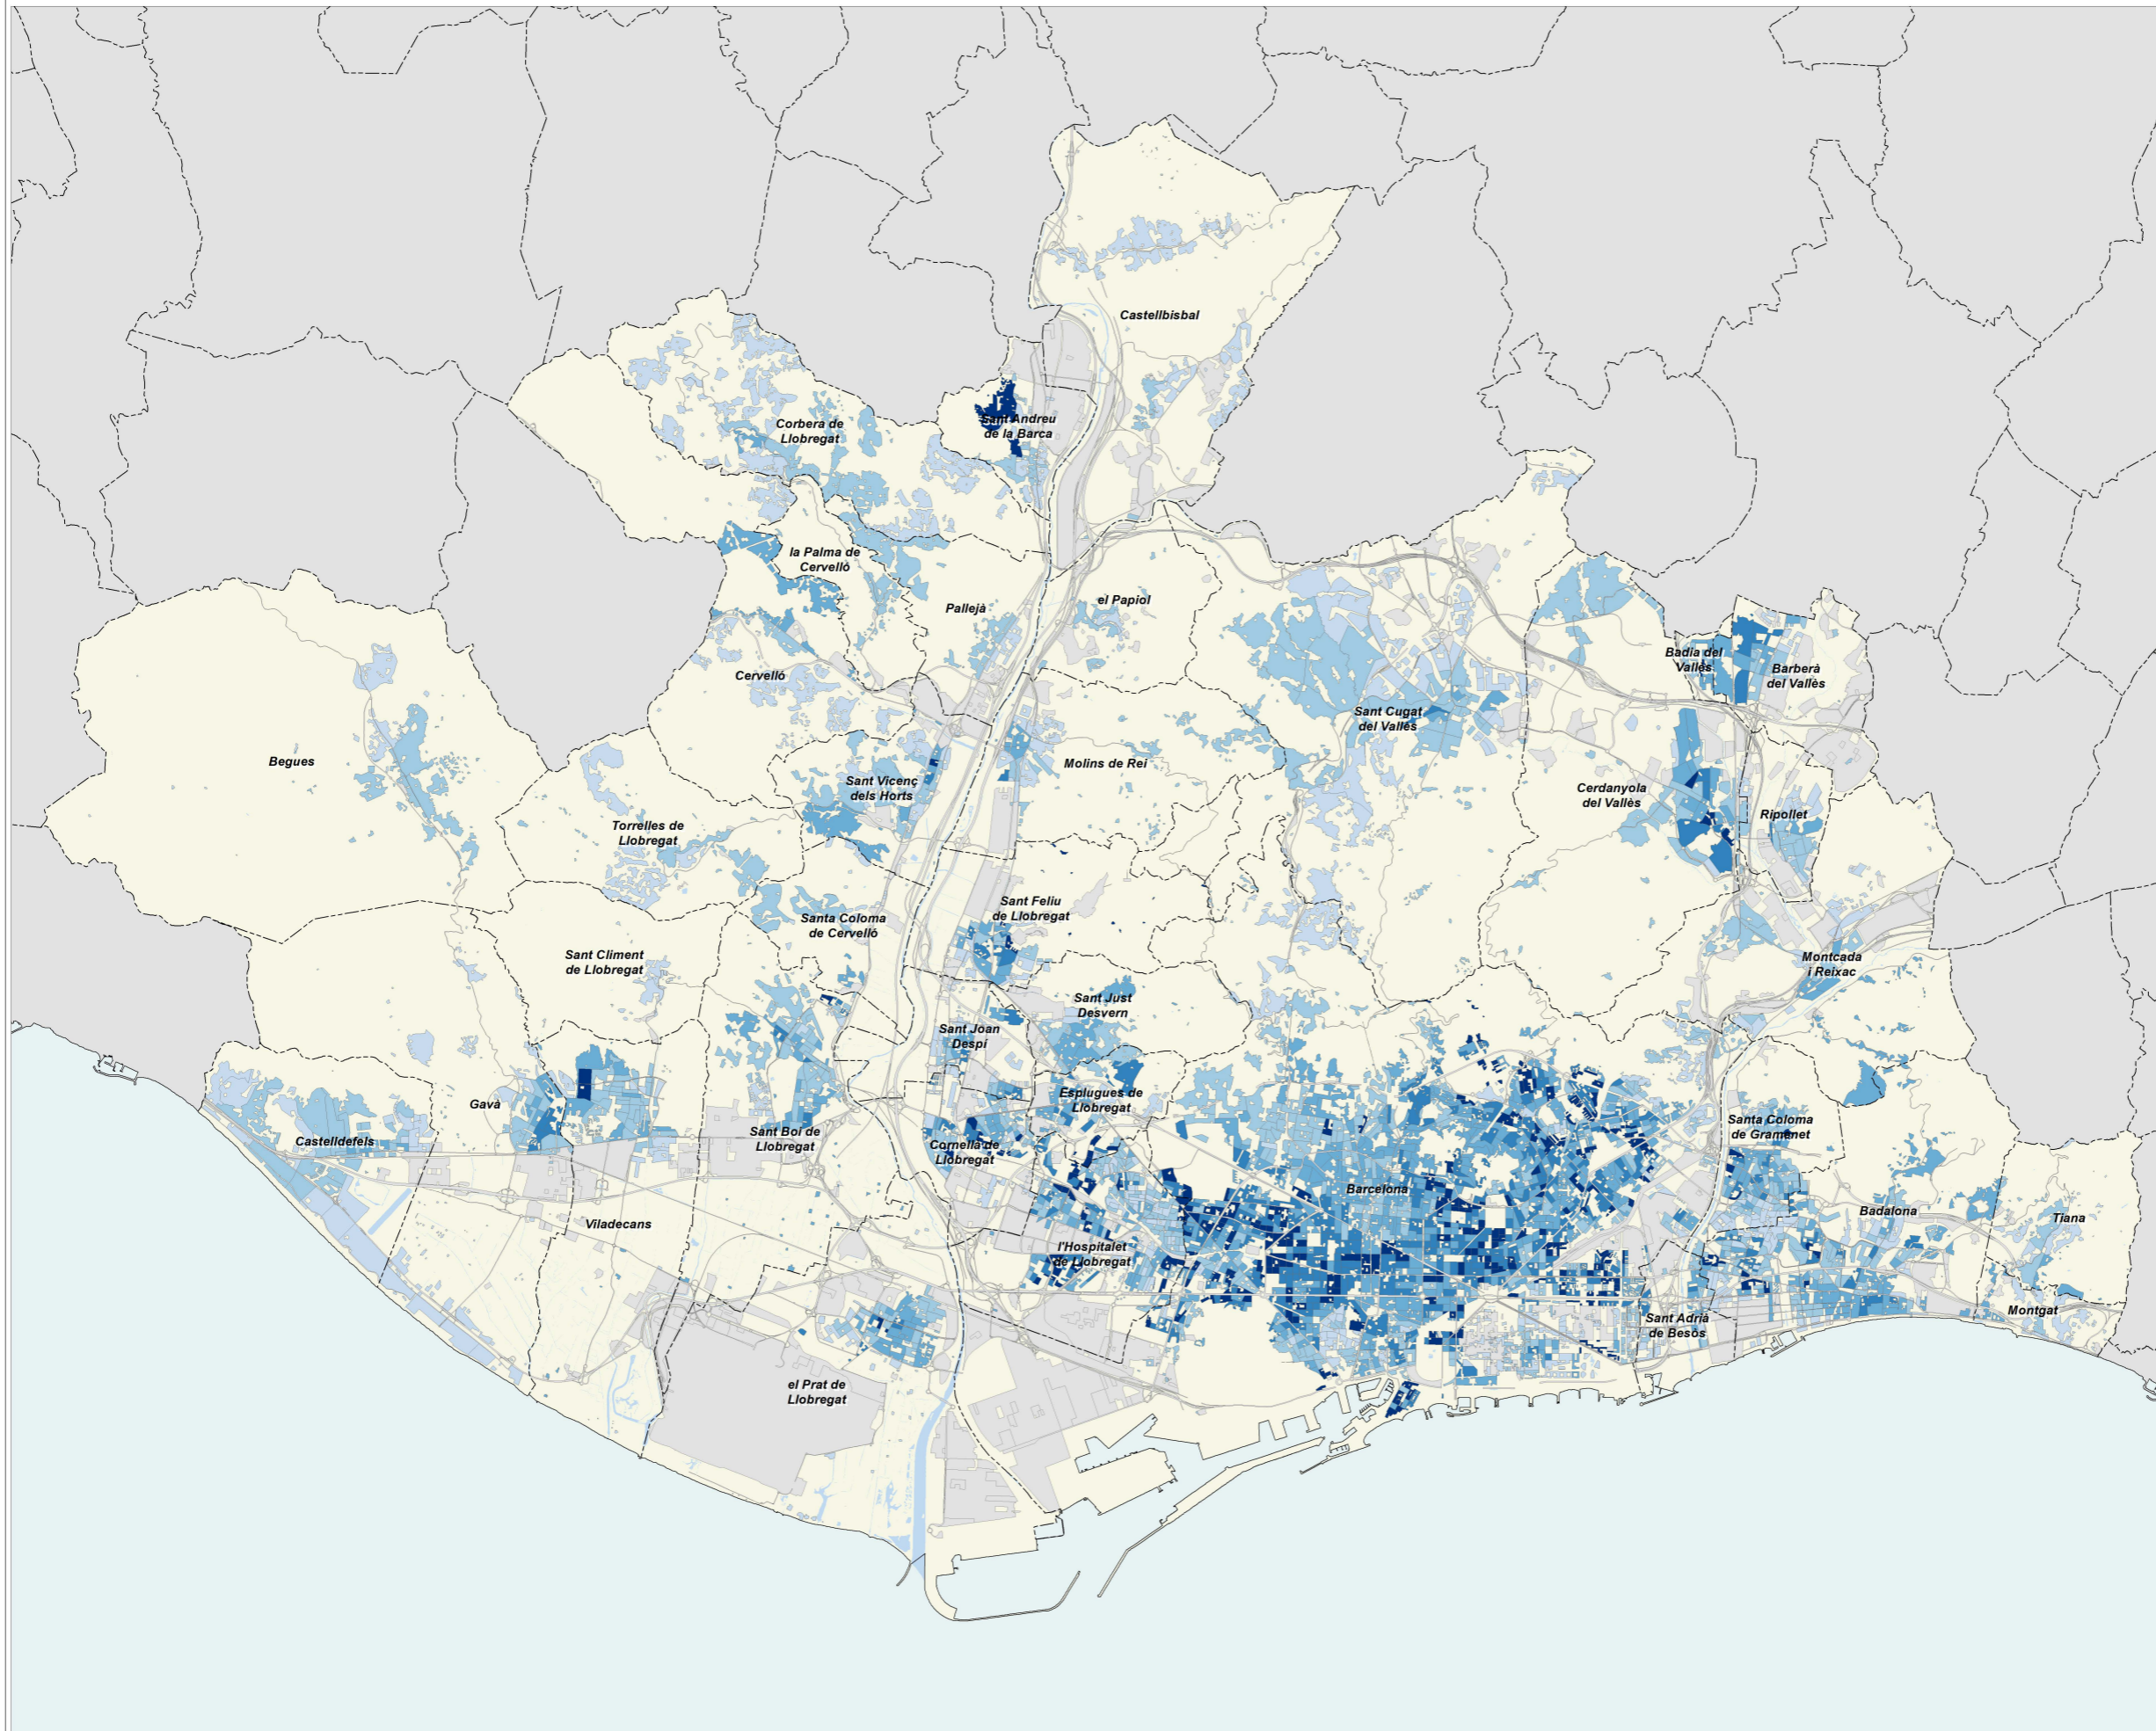 Castellbisbal
Corberà de
Llobregat
Sant Andreu
de la Barca
la Palma de
Cervelló
Pallejà
el Papiol
Badia del
Vallès
Barberà
del Vallès
Cervelló
Sant Cugat
del Vallès
Begues
Molins de Rei
Sant Vicenç
dels Horts
Cerdanyola
del Vallès
Ripollet
Torrelles de
Llobregat
Sant Feliu
de Llobregat
Santa Coloma
de Cervelló
Sant Climent
de Llobregat
Montcada
i Reixac
Sant Just
Desvern
Sant Joan
Despí
Gavà
Esplugues de
Llobregat
Santa Coloma
de Gramenet
Castelldefels
Sant Boi de
Llobregat
Cornellà de
Llobregat
Barcelona
Badalona
Tiana
Viladecans
l'Hospitalet
de Llobregat
Montgat
Sant Adrià
de Besòs
el Prat de
Llobregat